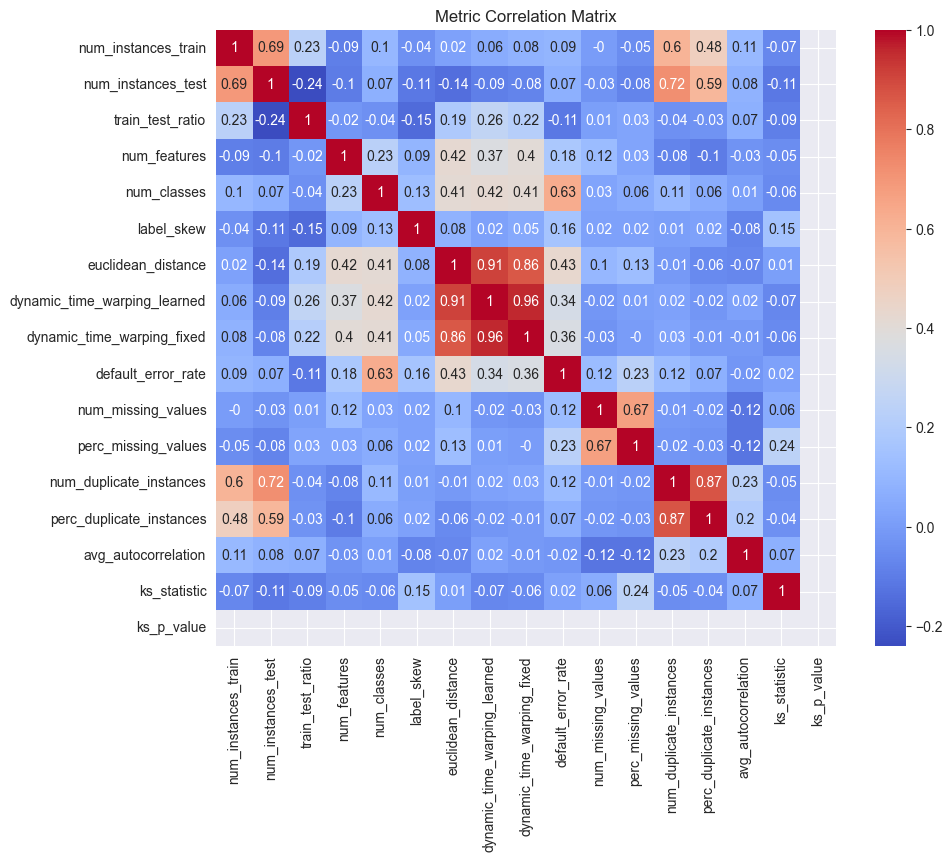 Metric Correlation Matrix
num_instances_train 1 0.69 0.23 -0.09 0.1 -0.04 0.02 0.06 0.08 0.09 -0 -0.05 0.6 0.48 0.11 -0.07
num_instances_test 0.69 1 -0.24 -0.1 0.07 -0.11 -0.14 -0.09 -0.08 0.07 -0.03 -0.08 0.72 0.59 0.08 -0.11
train_test_ratio 0.23 -0.24 1 -0.02 -0.04 -0.15 0.19 0.26 0.22 -0.11 0.01 0.03 -0.04 -0.03 0.07 -0.09
num_features -0.09 -0.1 -0.02 1 0.23 0.09 0.42 0.37 0.4 0.18 0.12 0.03 -0.08 -0.1 -0.03 -0.05
num_classes 0.1 0.07 -0.04 0.23 1 0.13 0.41 0.42 0.41 0.63 0.03 0.06 0.11 0.06 0.01 -0.06
label_skew -0.04 -0.11 -0.15 0.09 0.13 1 0.08 0.02 0.05 0.16 0.02 0.02 0.01 0.02 -0.08 0.15
euclidean_distance 0.02 -0.14 0.19 0.42 0.41 0.08 1 0.91 0.86 0.43 0.1 0.13 -0.01 -0.06 -0.07 0.01
dynamic_time_warping_learned 0.06 -0.09 0.26 0.37 0.42 0.02 0.91 1 0.96 0.34 -0.02 0.01 0.02 -0.02 0.02 -0.07
dynamic_time_warping_fixed 0.08 -0.08 0.22 0.4 0.41 0.05 0.86 0.96 1 0.36 -0.03 -0 0.03 -0.01 -0.01 -0.06
default_error_rate 0.09 0.07 -0.11 0.18 0.63 0.16 0.43 0.34 0.36 1 0.12 0.23 0.12 0.07 -0.02 0.02
num_missing_values -0 -0.03 0.01 0.12 0.03 0.02 0.1 -0.02 -0.03 0.12 1 0.67 -0.01 -0.02 -0.12 0.06
perc_missing_values -0.05 -0.08 0.03 0.03 0.06 0.02 0.13 0.01 -0 0.23 0.67 1 -0.02 -0.03 -0.12 0.24
num_duplicate_instances 0.6 0.72 -0.04 -0.08 0.11 0.01 -0.01 0.02 0.03 0.12 -0.01 -0.02 1 0.87 0.23 -0.05
perc_duplicate_instances 0.48 0.59 -0.03 -0.1 0.06 0.02 -0.06 -0.02 -0.01 0.07 -0.02 -0.03 0.87 1 0.2 -0.04
avg_autocorrelation 0.11 0.08 0.07 -0.03 0.01 -0.08 -0.07 0.02 -0.01 -0.02 -0.12 -0.12 0.23 0.2 1 0.07
ks_statistic -0.07 -0.11 -0.09 -0.05 -0.06 0.15 0.01 -0.07 -0.06 0.02 0.06 0.24 -0.05 -0.04 0.07 1
ks_p_value
num_instances_train
num_instances_test
train_test_ratio
num_features
num_classes
label_skew
euclidean_distance
dynamic_time_warping_learned
dynamic_time_warping_fixed
default_error_rate
num_missing_values
perc_missing_values
num_duplicate_instances
perc_duplicate_instances
avg_autocorrelation
ks_statistic
ks_p_value
1.0
0.8
0.6
0.4
0.2
0.0
−0.2